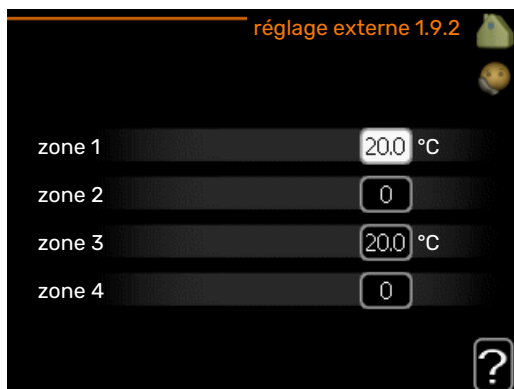 réglage externe 1.9.2
zone 1 20.0 °C
zone 2 0
zone 3 20.0 °C
zone 4 0
?